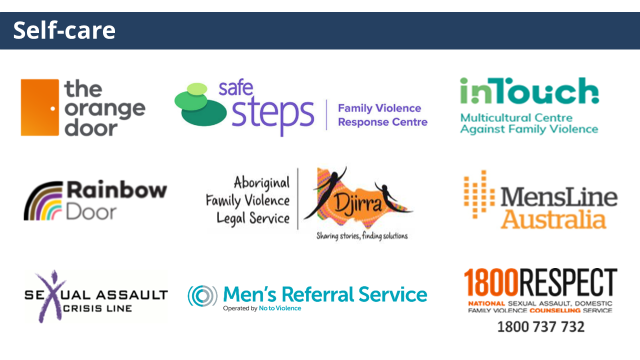 Self-care
the
orange
door
safe
steps
Family Violence
Response Centre
inTouch
Multicultural Centre
Against Family Violence
Rainbow
Door
Aboriginal
Family Violence
Legal Service
Djirra
Sharing stories, finding solutions
MensLine
Australia
SEXUAL ASSAULT
CRISIS LINE
Men's Referral Service
Operated by No to Violence
1800RESPECT
NATIONAL SEXUAL ASSAULT, DOMESTIC
FAMILY VIOLENCE COUNSELLING SERVICE
1800 737 732